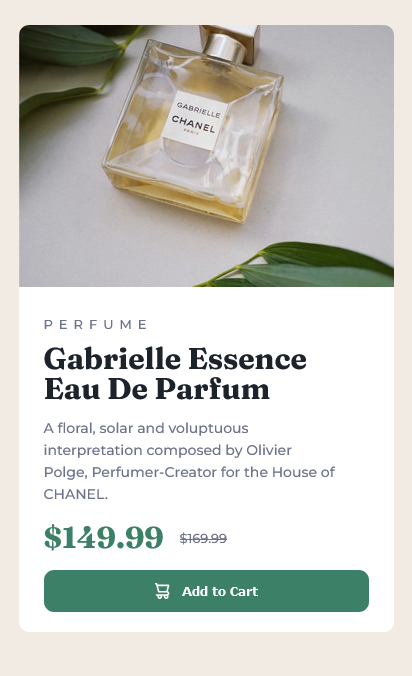 GABRIELLE
CHANEL
PARIS
PERFUME
Gabrielle Essence
Eau De Parfum
A floral, solar and voluptuous
interpretation composed by Olivier
Polge, Perfumer-Creator for the House of
CHANEL.
$149.99 $169.99
Add to Cart